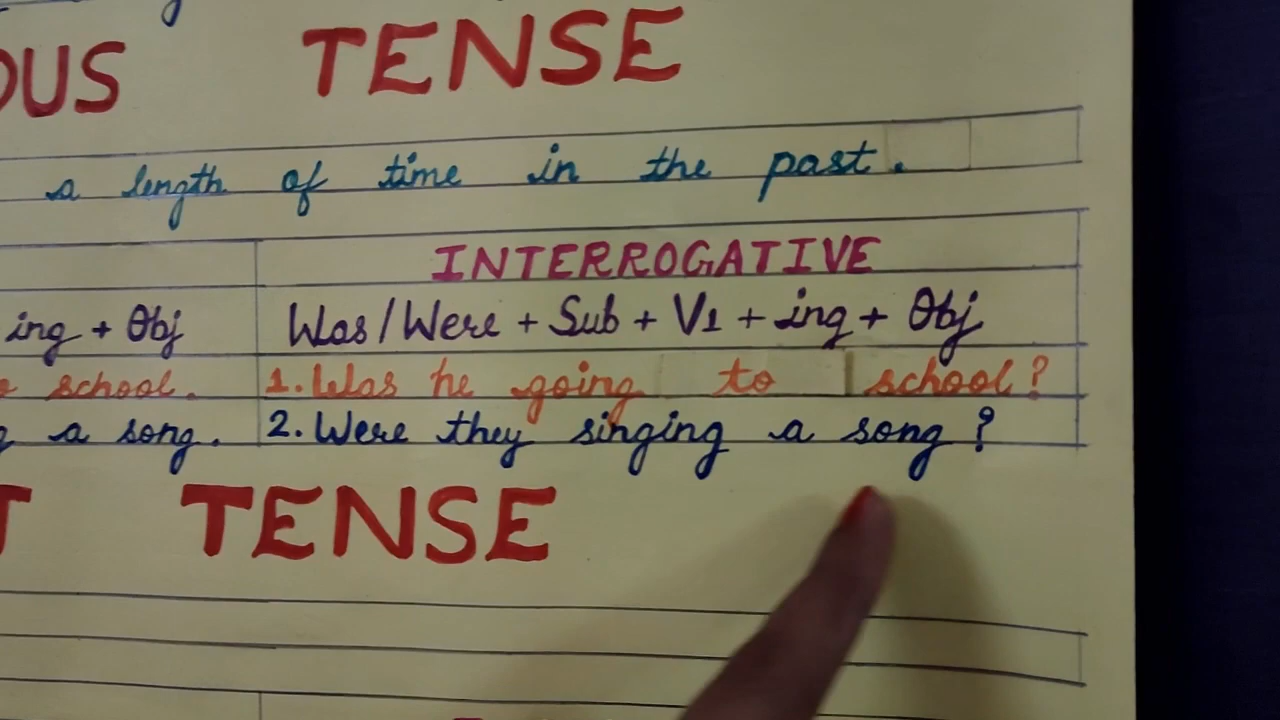 OUS TENSE
a length of time in the past.
INTERROGATIVE
ing + Obj Was/Were + Sub + V1 + ing + Obj
school. 1. Was he going to school?
a song. 2. Were they singing a song?
T TENSE